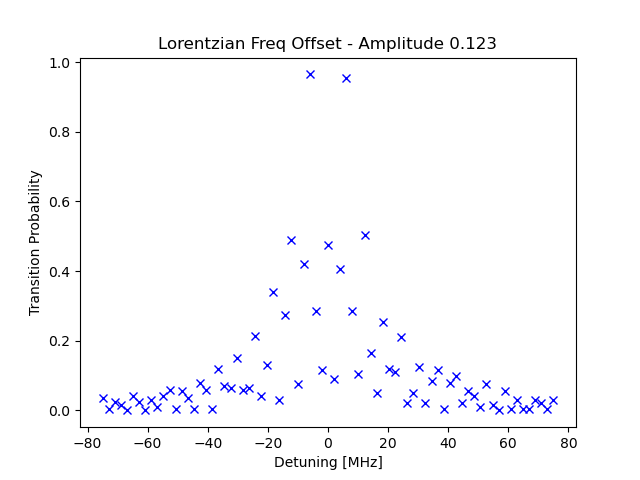 Lorentzian Freq Offset - Amplitude 0.123
1.0
0.8
0.6
0.4
0.2
0.0
Transition Probability
−80 −60 −40 −20 0 20 40 60 80
Detuning [MHz]